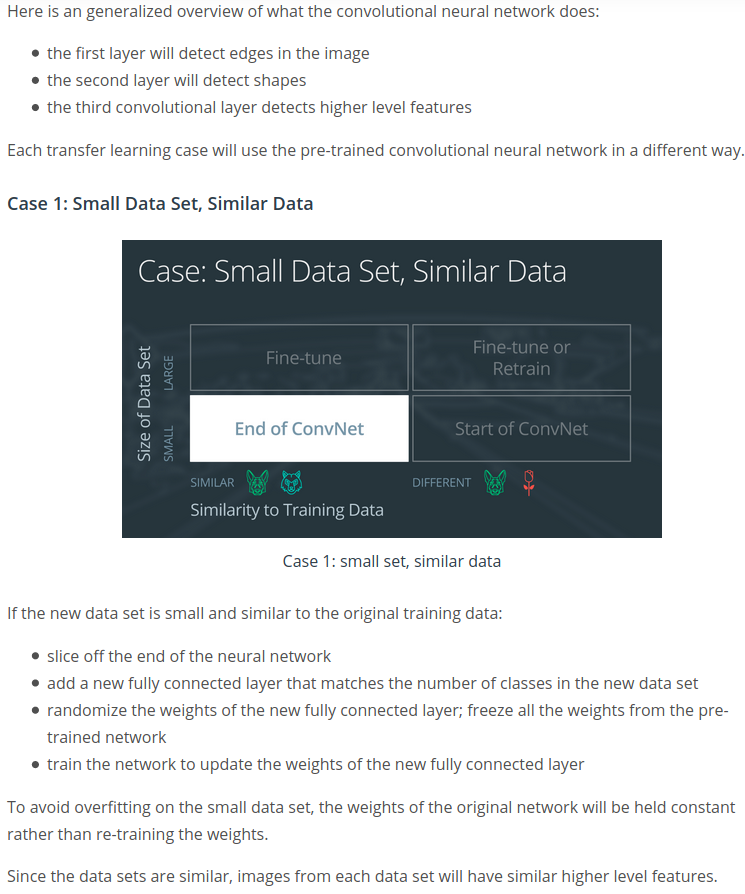 Here is an generalized overview of what the convolutional neural network does:
the first layer will detect edges in the image
the second layer will detect shapes
the third convolutional layer detects higher level features
Each transfer learning case will use the pre-trained convolutional neural network in a different way.
Case 1: Small Data Set, Similar Data
Case: Small Data Set, Similar Data
Size of Data Set
LARGE
SMALL
Fine-tune
Fine-tune or
Retrain
End of ConvNet
Start of ConvNet
SIMILAR
DIFFERENT
Similarity to Training Data
Case 1: small set, similar data
If the new data set is small and similar to the original training data:
slice off the end of the neural network
add a new fully connected layer that matches the number of classes in the new data set
randomize the weights of the new fully connected layer; freeze all the weights from the pre-
trained network
train the network to update the weights of the new fully connected layer
To avoid overfitting on the small data set, the weights of the original network will be held constant
rather than re-training the weights.
Since the data sets are similar, images from each data set will have similar higher level features.